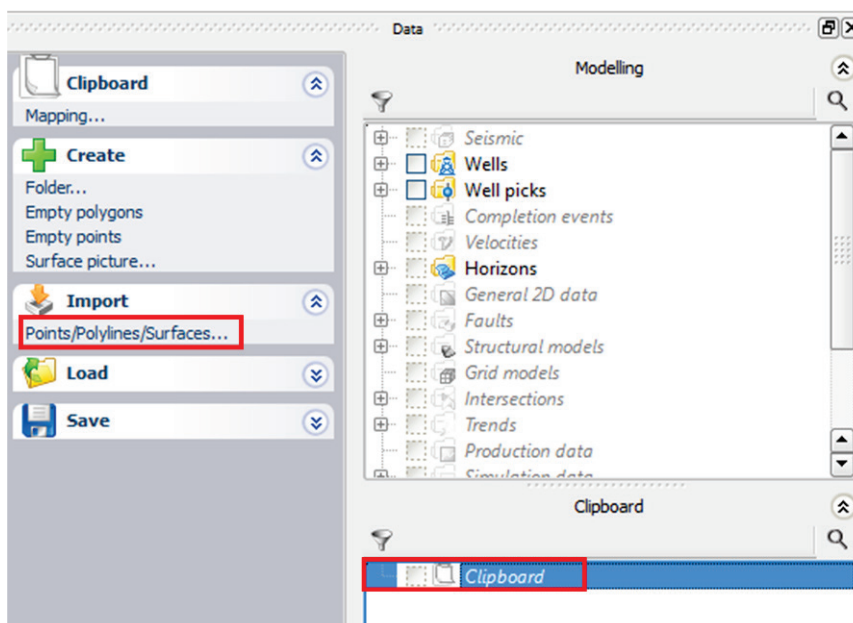 Data
Clipboard
Mapping...
Create
Folder...
Empty polygons
Empty points
Surface picture...
Import
Points/Polylines/Surfaces...
Load
Save
Modelling
Seismic
Wells
Well picks
Completion events
Velocities
Horizons
General 2D data
Faults
Structural models
Grid models
Intersections
Trends
Production data
Simulation data
Clipboard
Clipboard